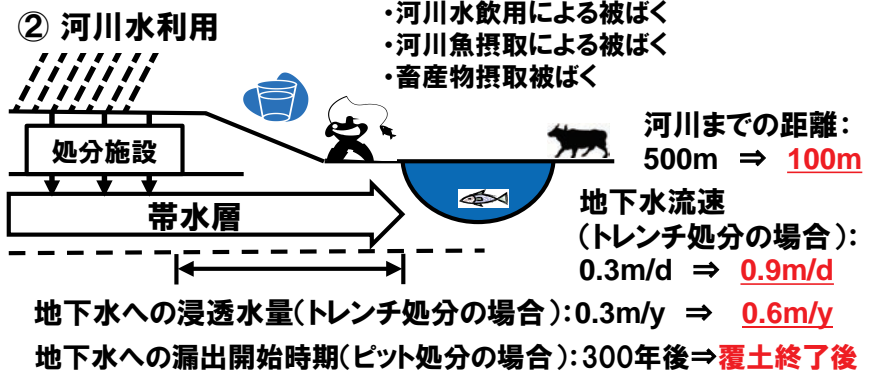 ② 河川水利用
・河川水飲用による被ばく
・河川魚摂取による被ばく
・畜産物摂取被ばく
処分施設
河川までの距離：
500m ⇒ 100m
帯水層
地下水流速
（トレンチ処分の場合）：
0.3m/d ⇒ 0.9m/d
地下水への浸透水量（トレンチ処分の場合）：0.3m/y ⇒ 0.6m/y
地下水への漏出開始時期（ピット処分の場合）：300年後⇒覆土終了後